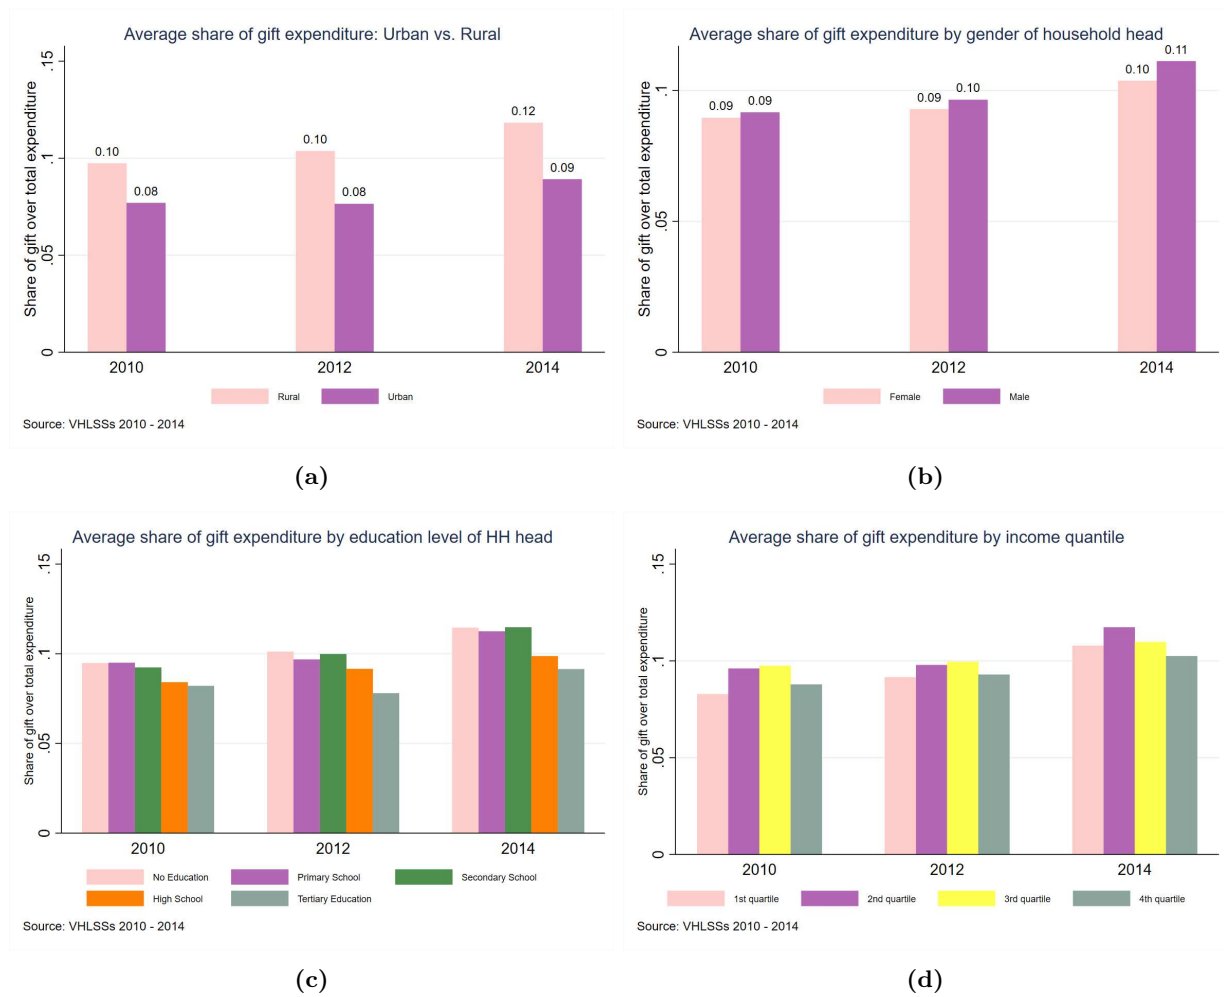 Average share of gift expenditure: Urban vs. Rural
Share of gift over total expenditure
.15
.1
.05
0
0.10
0.08
0.10
0.08
0.12
0.09
2010
2012
2014
Rural
Urban
Source: VHLSSs 2010 - 2014
(a)
Average share of gift expenditure by gender of household head
Share of gift over total expenditure
.1
.05
0
0.09
0.09
0.09
0.10
0.10
0.11
2010
2012
2014
Female
Male
Source: VHLSSs 2010 - 2014
(b)
Average share of gift expenditure by education level of HH head
Share of gift over total expenditure
.15
.1
.05
0
2010
2012
2014
No Education
Primary School
Secondary School
High School
Tertiary Education
Source: VHLSSs 2010 - 2014
(c)
Average share of gift expenditure by income quantile
Share of gift over total expenditure
.15
.1
.05
0
2010
2012
2014
1st quartile
2nd quartile
3rd quartile
4th quartile
Source: VHLSSs 2010 - 2014
(d)